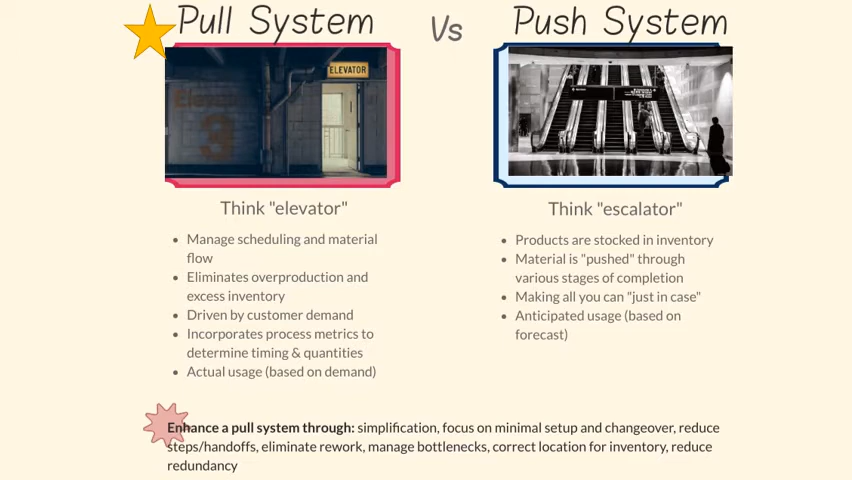 Pull System
Vs
Push System
ELEVATOR
3
Think "elevator"
• Manage scheduling and material
flow
• Eliminates overproduction and
excess inventory
• Driven by customer demand
• Incorporates process metrics to
determine timing & quantities
• Actual usage (based on demand)
Think "escalator"
• Products are stocked in inventory
• Material is "pushed" through
various stages of completion
• Making all you can "just in case"
• Anticipated usage (based on
forecast)
Enhance a pull system through: simplification, focus on minimal setup and changeover, reduce
steps/handoffs, eliminate rework, manage bottlenecks, correct location for inventory, reduce
redundancy